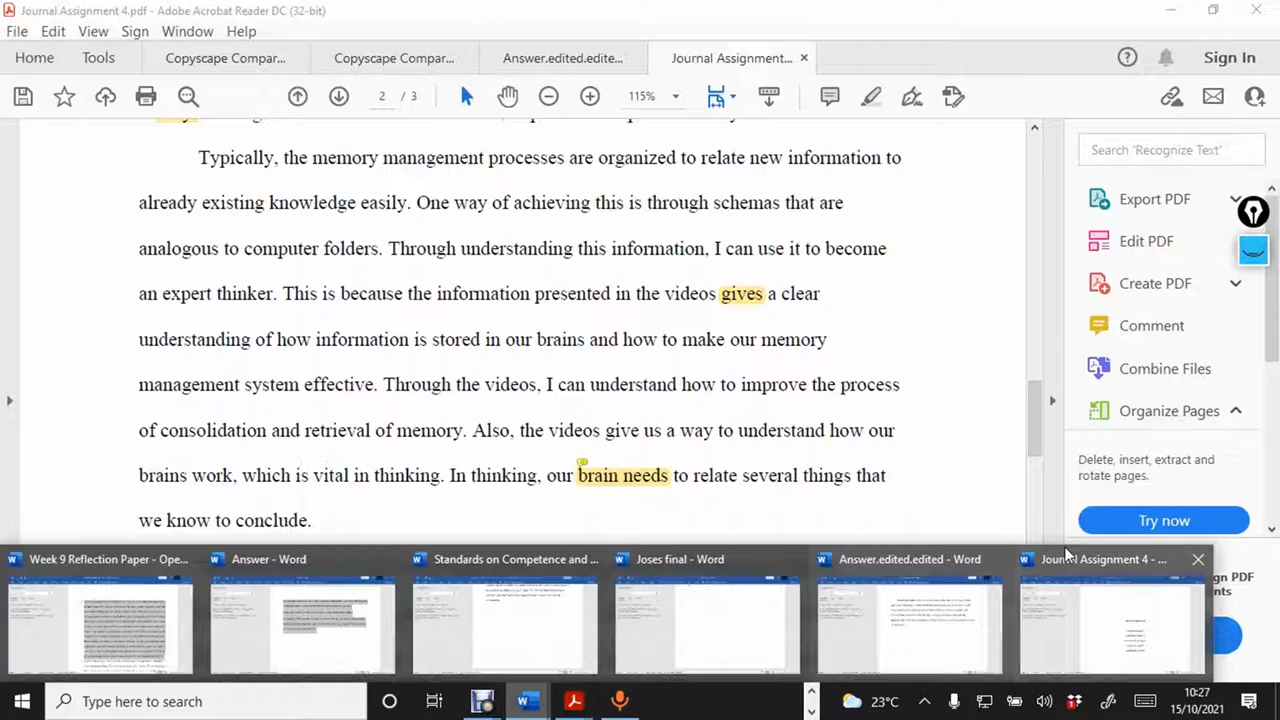 Journal Assignment 4.pdf - Adobe Acrobat Reader DC (32-bit)
File Edit View Sign Window Help
Home Tools Copyscape Compar... Copyscape Compar... Answer.edited.edite... Journal Assignment... Sign In
2 / 3 115%
Typically, the memory management processes are organized to relate new information to
already existing knowledge easily. One way of achieving this is through schemas that are
analogous to computer folders. Through understanding this information, I can use it to become
an expert thinker. This is because the information presented in the videos gives a clear
understanding of how information is stored in our brains and how to make our memory
management system effective. Through the videos, I can understand how to improve the process
of consolidation and retrieval of memory. Also, the videos give us a way to understand how our
brains work, which is vital in thinking. In thinking, our brain needs to relate several things that
we know to conclude.
Search 'Recognize Text'
Export PDF
Edit PDF
Create PDF
Comment
Combine Files
Organize Pages
Delete, insert, extract and
rotate pages.
Try now
gn PDF
ents
Week 9 Reflection Paper - Ope... Answer - Word Standards on Competence and ... Joses final - Word Answer.edited.edited - Word Journal Assignment 4 - ...
Type here to search
23°C
10:27
15/10/2021